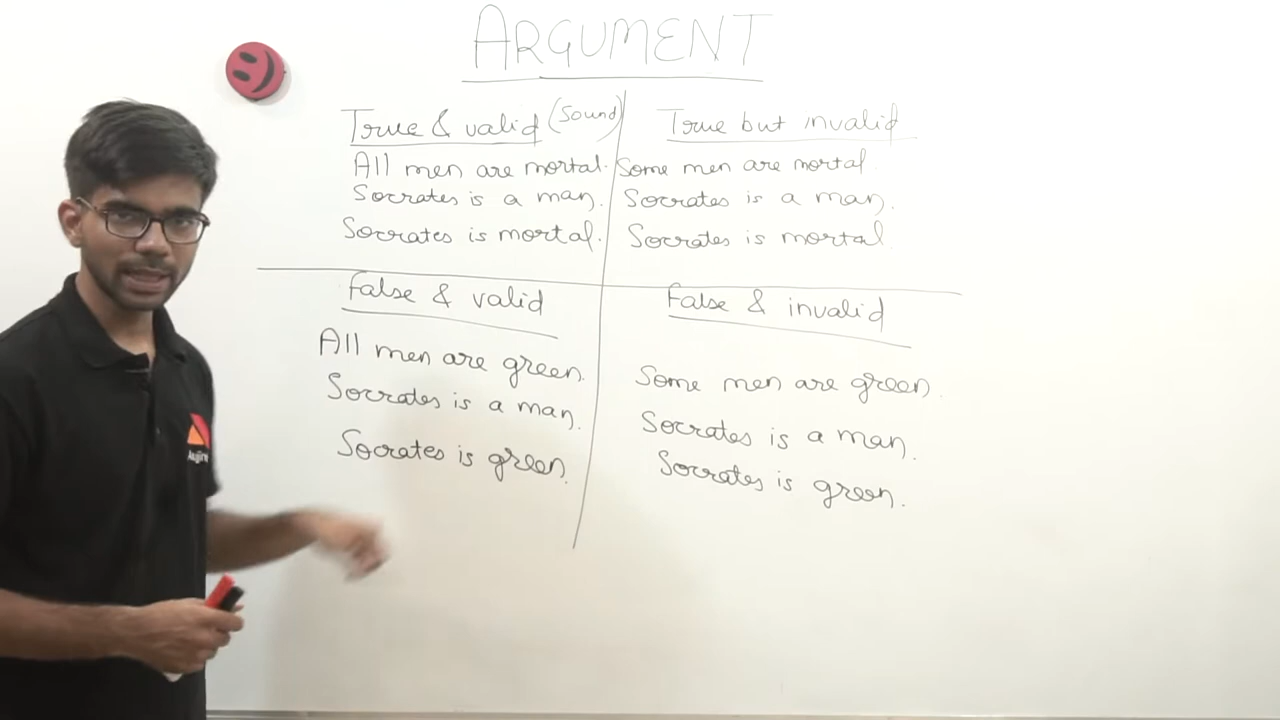 ARGUMENT
True & valid (Sound)
All men are mortal.
Socrates is a man.
Socrates is mortal.
True but invalid
Some men are mortal
Socrates is a man.
Socrates is mortal
False & valid
All men are green.
Socrates is a man.
Socrates is green.
False & invalid
Some men are green.
Socrates is a man.
Socrates is green.